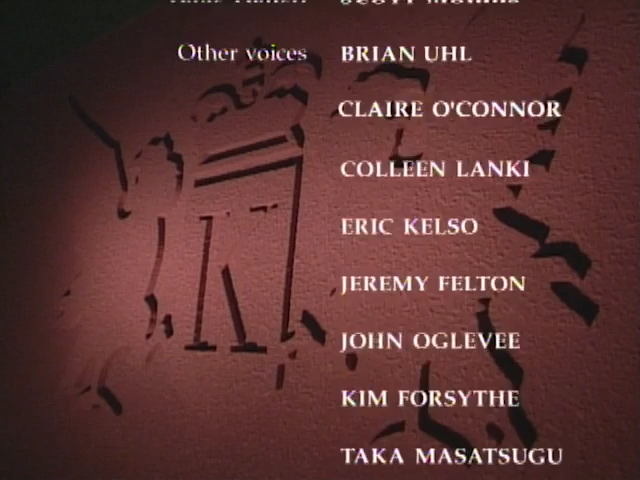 Other voices BRIAN UHL
CLAIRE O'CONNOR
COLLEEN LANKI
ERIC KELSO
JEREMY FELTON
JOHN OGLEVEE
KIM FORSYTHE
TAKA MASATSUGU